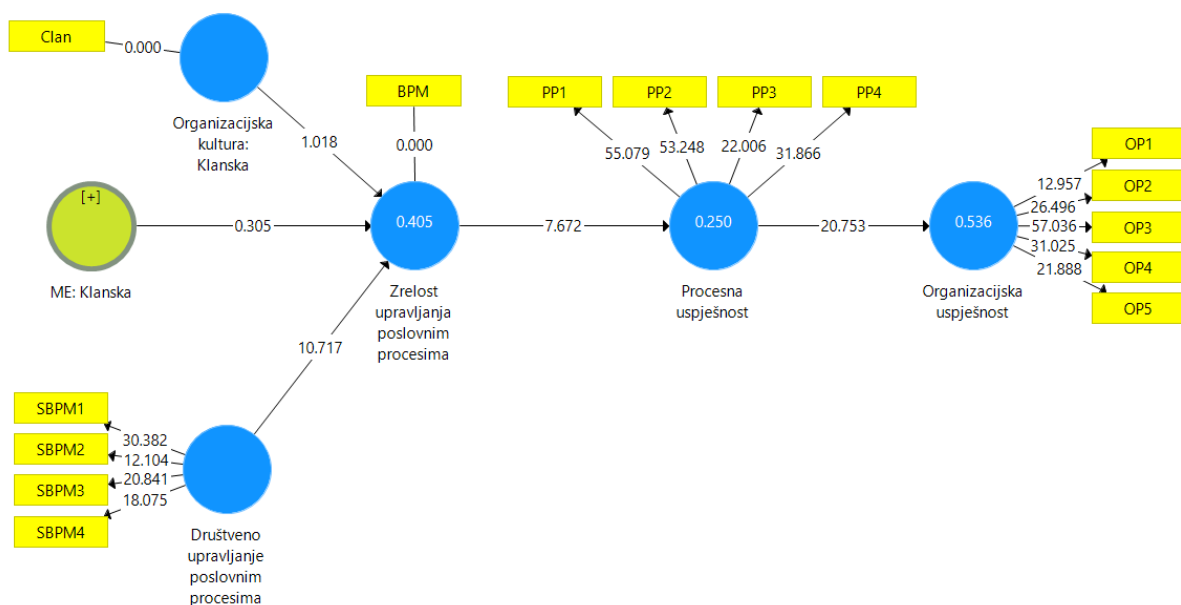 Clan
0.000
Organizacijska
kultura:
Klanska
1.018
BPM
0.000
[+]
ME: Klanska
0.305
0.405
Zrelost
upravljanja
poslovnim
procesima
7.672
PP1
PP2
PP3
PP4
55.079
53.248
22.006
31.866
0.250
Procesna
uspješnost
20.753
0.536
Organizacijska
uspješnost
12.957
26.496
57.036
31.025
21.888
OP1
OP2
OP3
OP4
OP5
10.717
SBPM1
SBPM2
SBPM3
SBPM4
30.382
12.104
20.841
18.075
Društveno
upravljanje
poslovnim
procesima